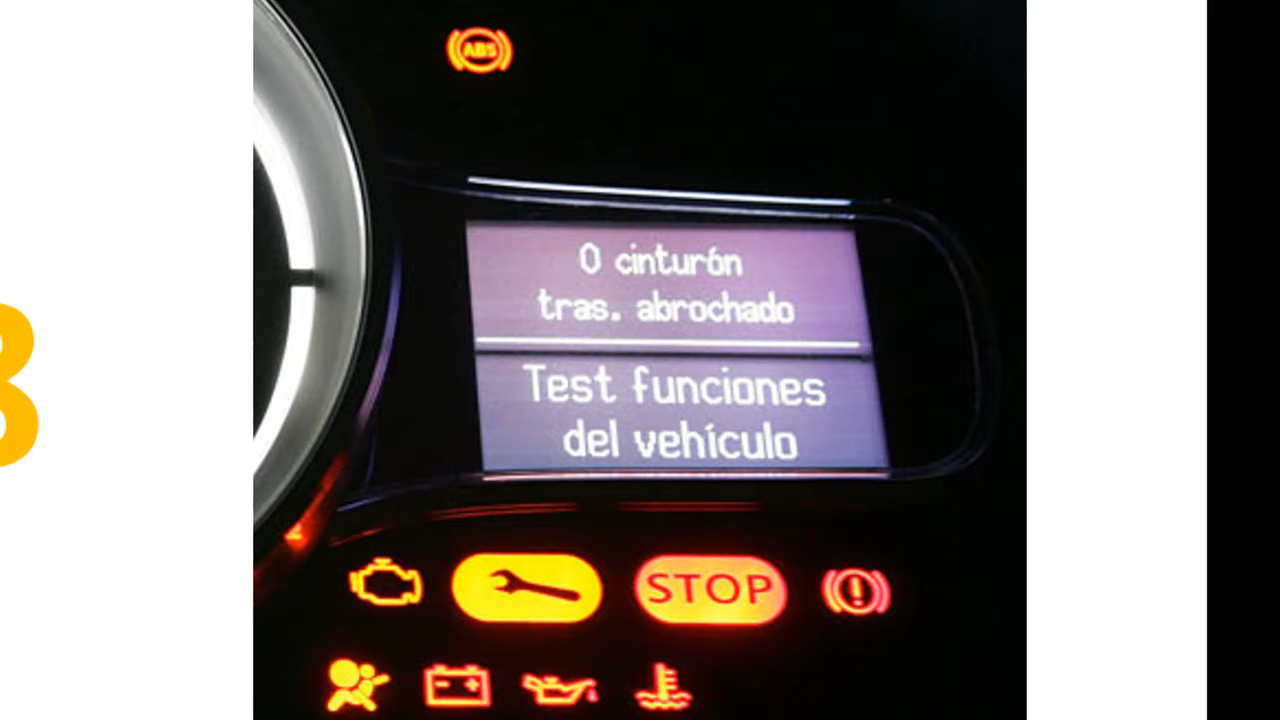 ABS
0 cinturón
tras. abrochado
Test funciones
del vehículo
STOP